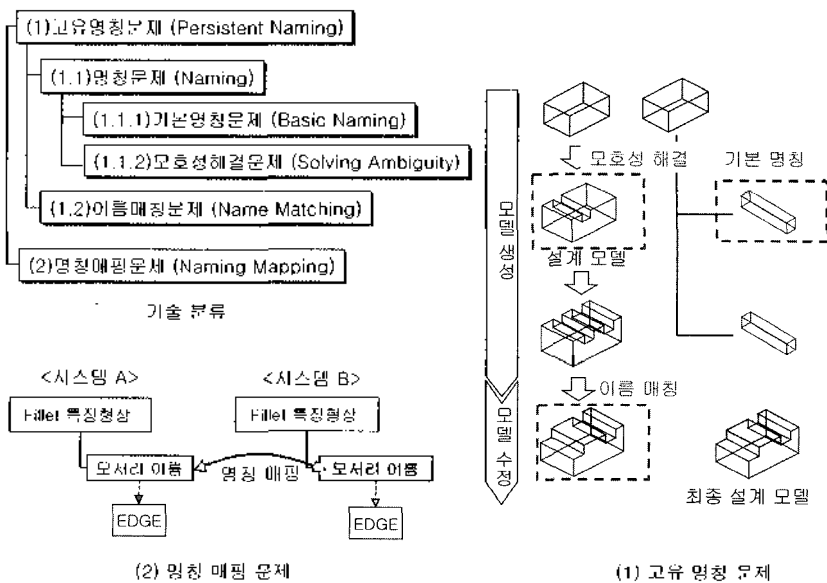 (1)고유명칭문제 (Persistent Naming)
(1.1)명칭문제 (Naming)
(1.1.1)기본명칭문제 (Basic Naming)
(1.1.2)모호성해결문제 (Solving Ambiguity)
(1.2)이름매칭문제 (Name Matching)
(2)명칭매핑문제 (Naming Mapping)
기술 분류
<시스템 A>
<시스템 B>
Fillet 특징형상
Fillet 특징형상
모서리 이름
명칭 매핑
모서리 이름
EDGE
EDGE
(2) 명칭 매핑 문제
모델 생성
모델 수정
모호성 해결
기본 명칭
설계 모델
이름 매칭
최종 설계 모델
(1) 고유 명칭 문제